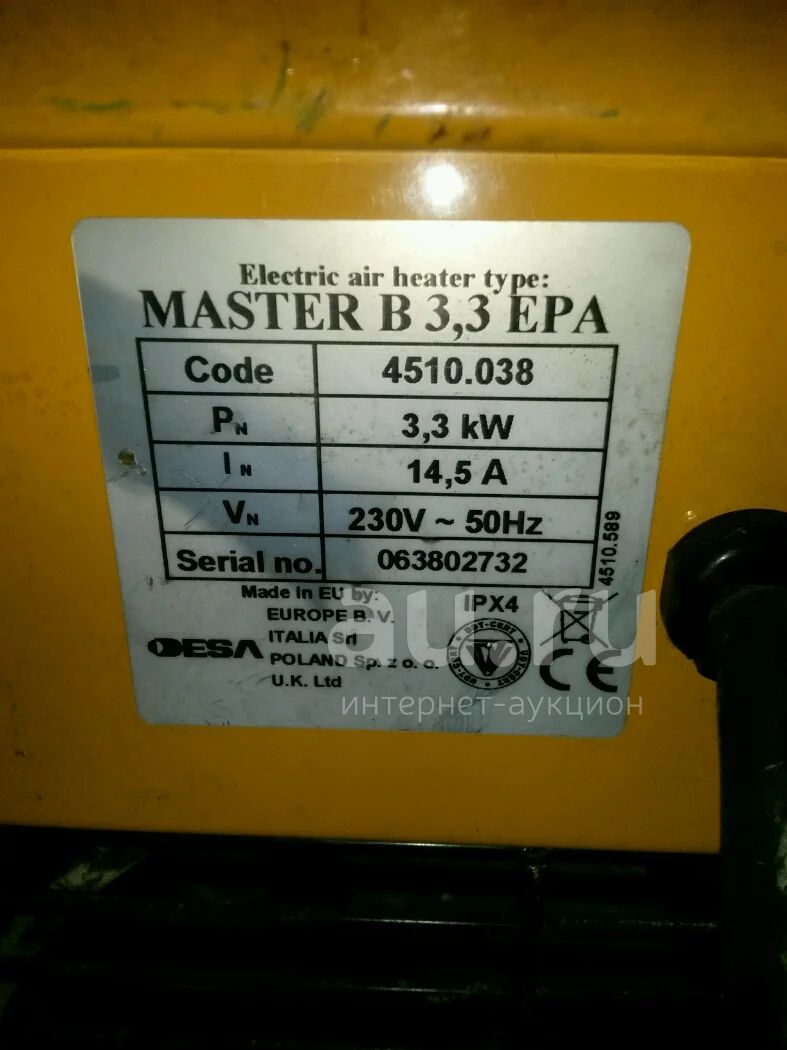 Electric air heater type:
MASTER B 3,3 EPA
Code 4510.038
PN 3,3 kW
IN 14,5 A
VN 230V ~ 50Hz
Serial no. 063802732
4510.589
Made In EU by:
DESA
EUROPE B.V.
ITALIA Srl
POLAND Sp. z o. o.
U.K. Ltd
IPX4
UDT-CERT
CE
au.ru
интернет-аукцион